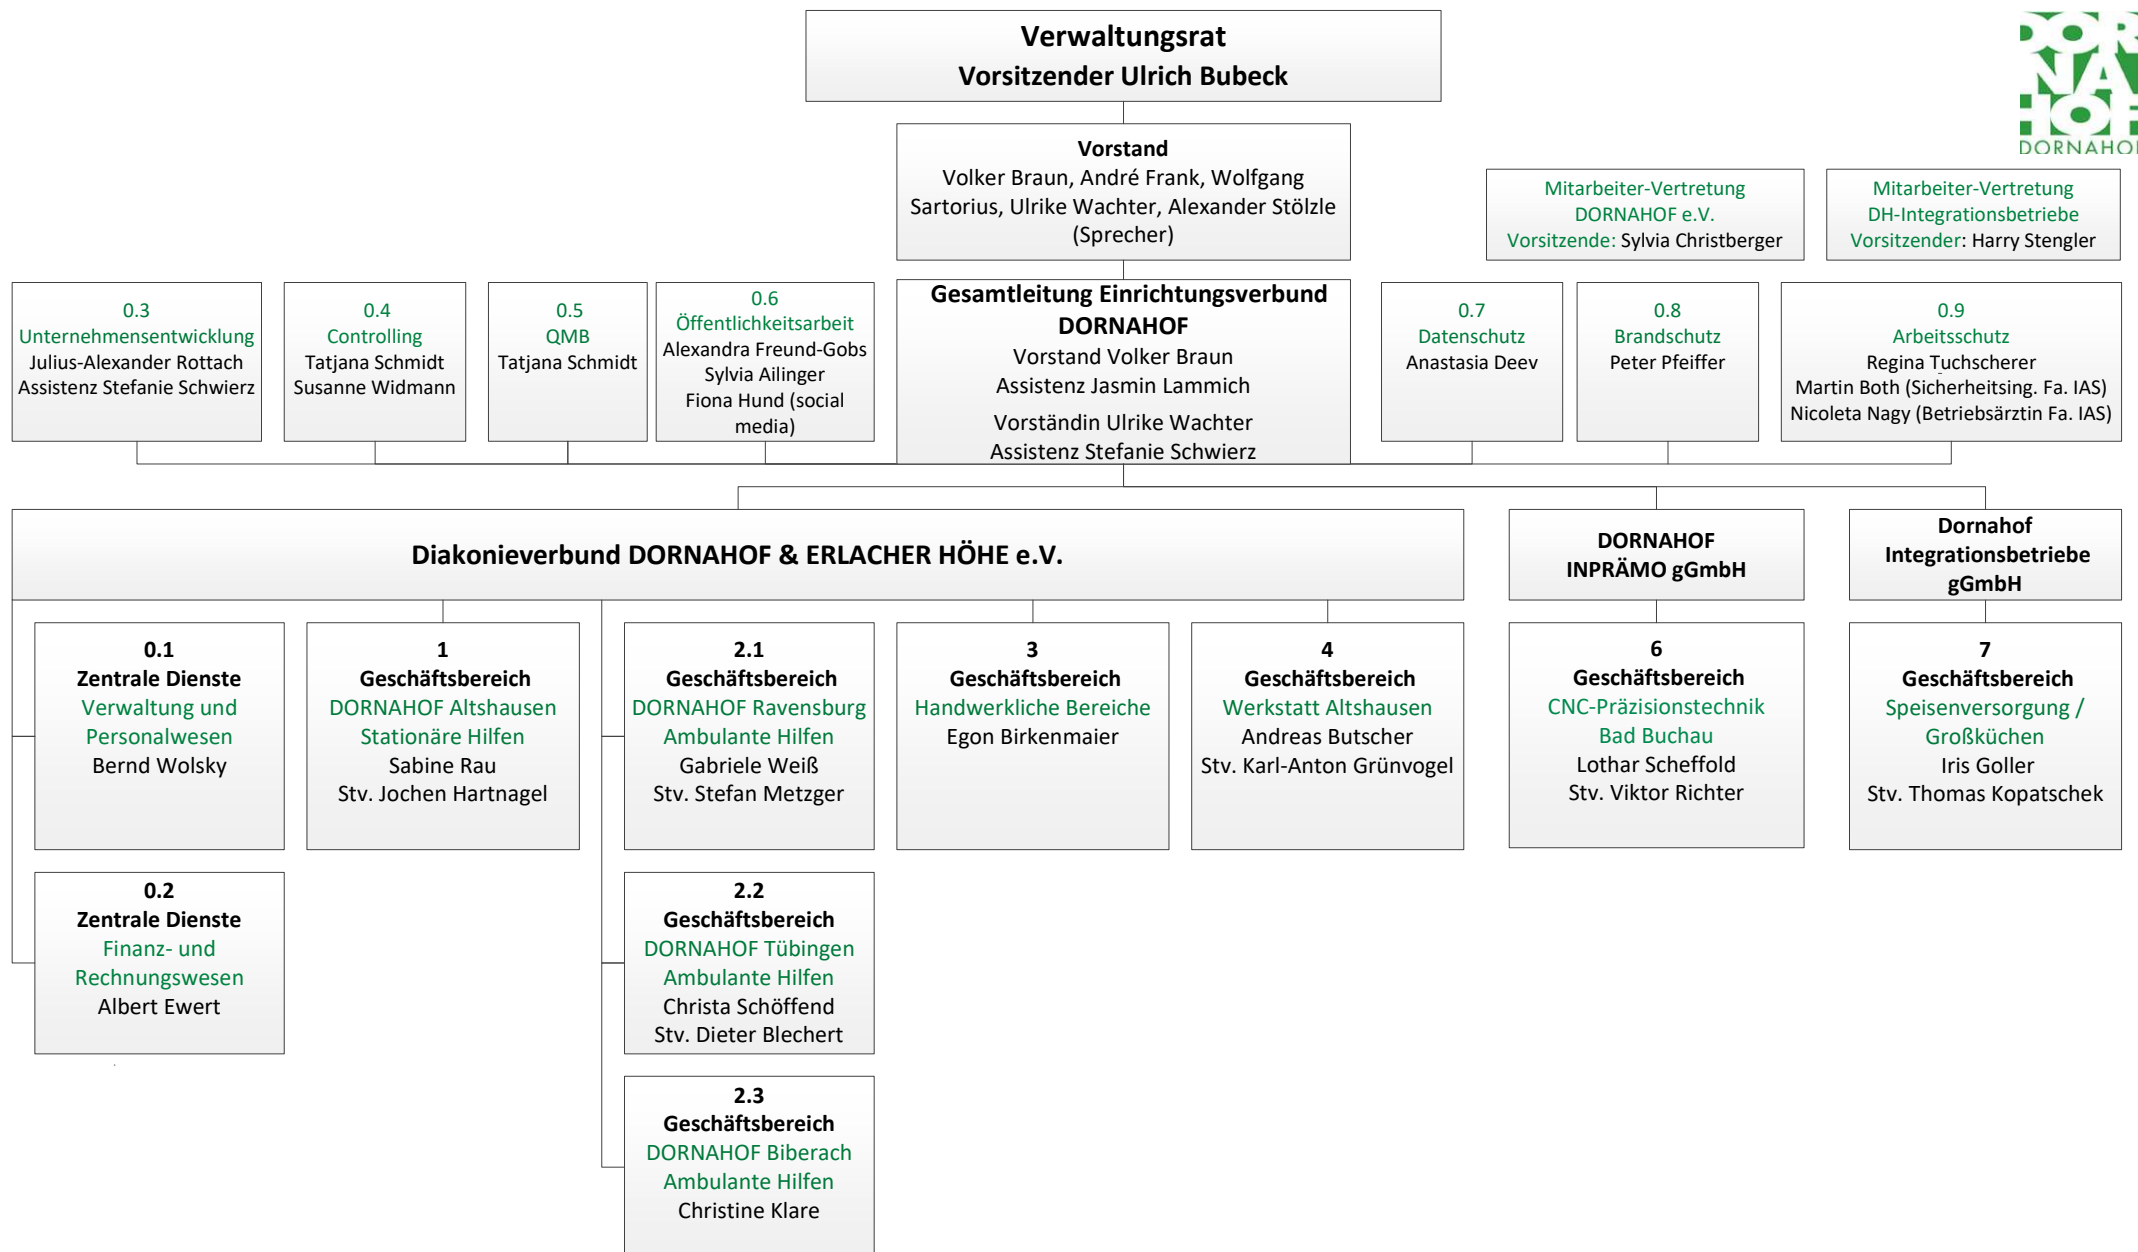 Verwaltungsrat
Vorsitzender Ulrich Bubeck
DOR
NA
HOF
DORNAHOF
Vorstand
Volker Braun, André Frank, Wolfgang
Sartorius, Ulrike Wachter, Alexander Stölzle
(Sprecher)
Mitarbeiter-Vertretung
DORNAHOF e.V.
Vorsitzende: Sylvia Christberger
Mitarbeiter-Vertretung
DH-Integrationsbetriebe
Vorsitzender: Harry Stengler
0.3
Unternehmensentwicklung
Julius-Alexander Rottach
Assistenz Stefanie Schwierz
0.4
Controlling
Tatjana Schmidt
Susanne Widmann
0.5
QMB
Tatjana Schmidt
0.6
Öffentlichkeitsarbeit
Alexandra Freund-Gobs
Sylvia Ailinger
Fiona Hund (social
media)
Gesamtleitung Einrichtungsverbund
DORNAHOF
Vorstand Volker Braun
Assistenz Jasmin Lammich
Vorständin Ulrike Wachter
Assistenz Stefanie Schwierz
0.7
Datenschutz
Anastasia Deev
0.8
Brandschutz
Peter Pfeiffer
0.9
Arbeitsschutz
Regina Tuchscherer
Martin Both (Sicherheitsing. Fa. IAS)
Nicoleta Nagy (Betriebsärztin Fa. IAS)
Diakonieverbund DORNAHOF & ERLACHER HÖHE e.V.
DORNAHOF
INPRÄMO gGmbH
Dornahof
Integrationsbetriebe
gGmbH
0.1
Zentrale Dienste
Verwaltung und
Personalwesen
Bernd Wolsky
1
Geschäftsbereich
DORNAHOF Altshausen
Stationäre Hilfen
Sabine Rau
Stv. Jochen Hartnagel
2.1
Geschäftsbereich
DORNAHOF Ravensburg
Ambulante Hilfen
Gabriele Weiß
Stv. Stefan Metzger
3
Geschäftsbereich
Handwerkliche Bereiche
Egon Birkenmaier
4
Geschäftsbereich
Werkstatt Altshausen
Andreas Butscher
Stv. Karl-Anton Grünvogel
6
Geschäftsbereich
CNC-Präzisionstechnik
Bad Buchau
Lothar Scheffold
Stv. Viktor Richter
7
Geschäftsbereich
Speisenversorgung /
Großküchen
Iris Goller
Stv. Thomas Kopatschek
0.2
Zentrale Dienste
Finanz- und
Rechnungswesen
Albert Ewert
2.2
Geschäftsbereich
DORNAHOF Tübingen
Ambulante Hilfen
Christa Schöffend
Stv. Dieter Blechert
2.3
Geschäftsbereich
DORNAHOF Biberach
Ambulante Hilfen
Christine Klare